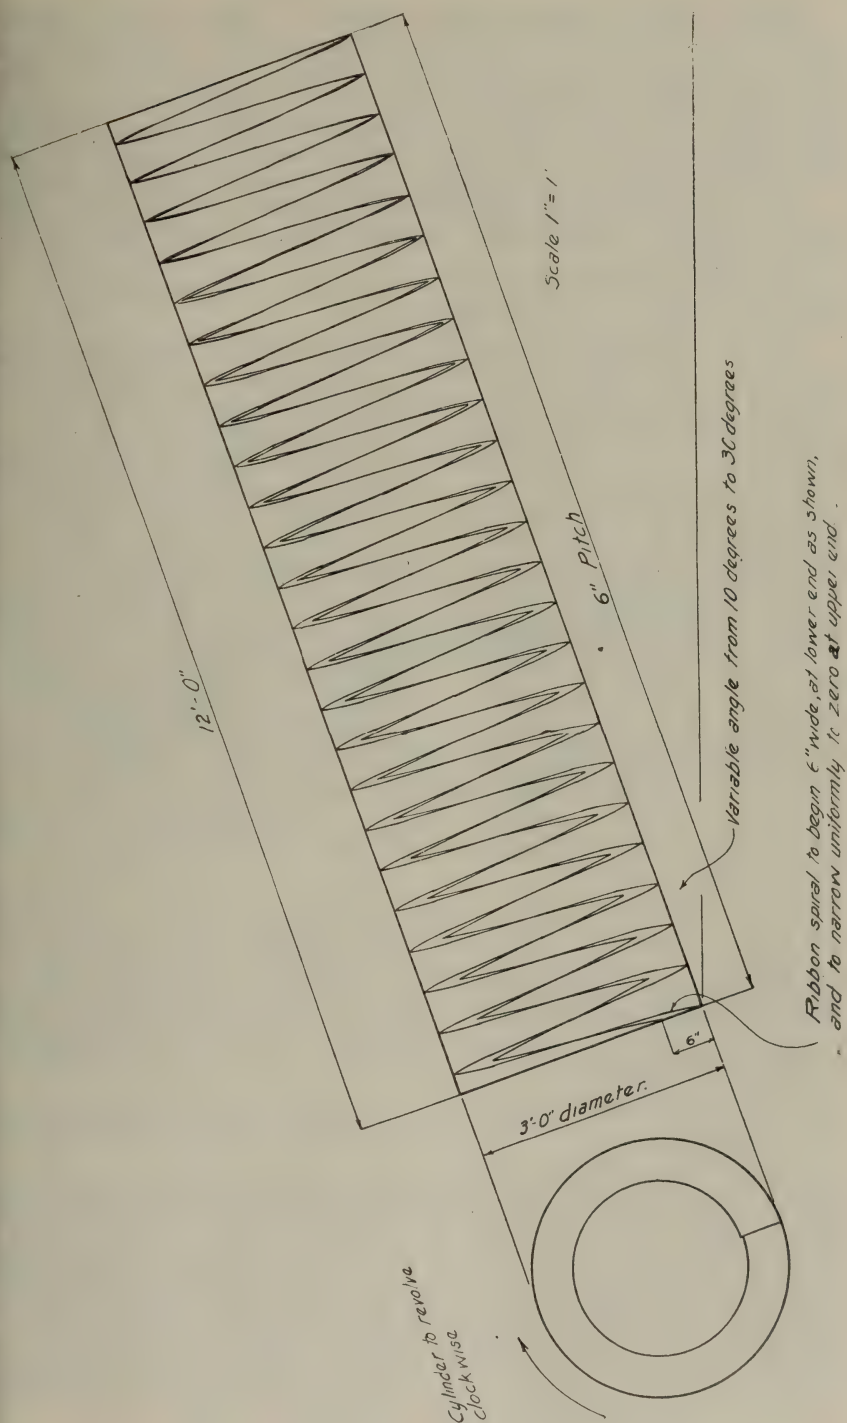 12'-0"
Scale 1"= 1'
6" Pitch
Variable angle from 10 degrees to 30 degrees
Ribbon spiral to begin 6" wide, at lower end as shown,
and to narrow uniformly to zero at upper end.
6"
3'-0" diameter.
Cylinder to revolve
clockwise